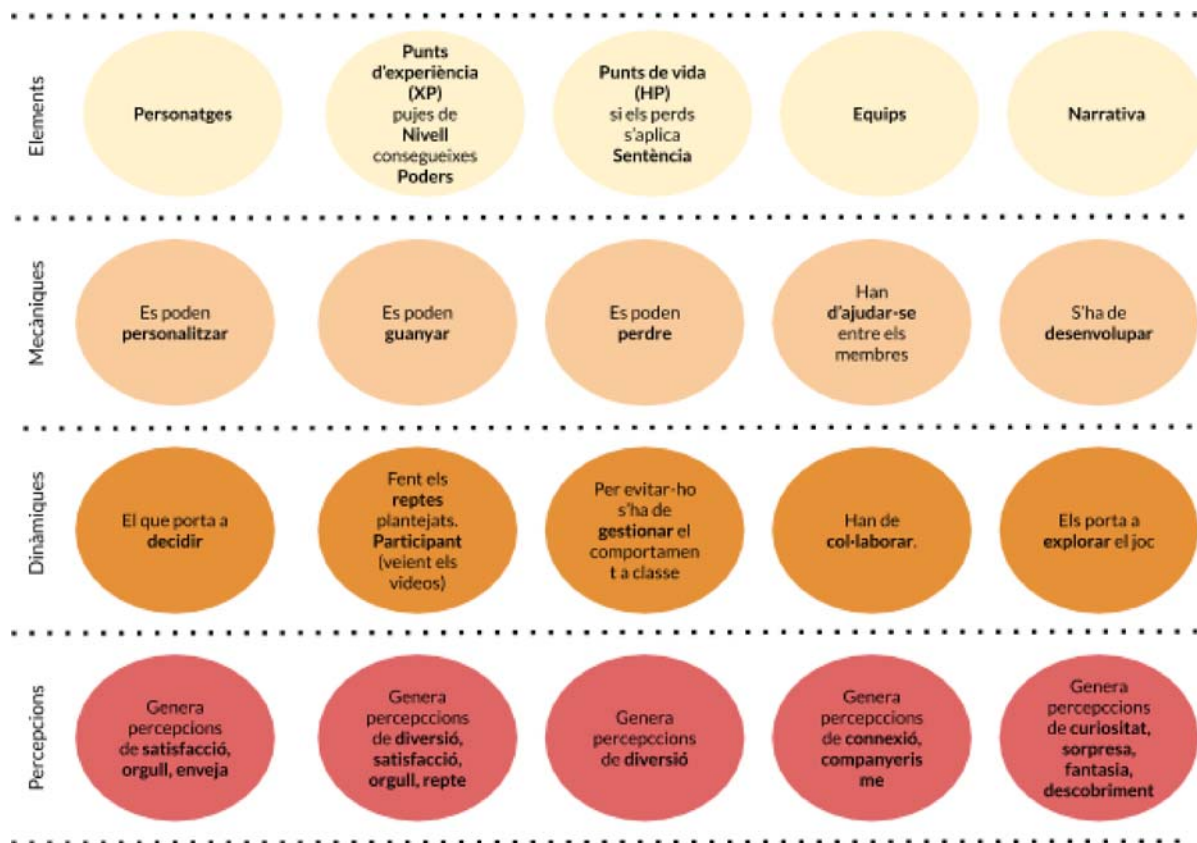 Elements
Personatges
Punts
d'experiència
(XP)
pujes de
Nivell
consegueixes
Poders
Punts de vida
(HP)
si els perds
s'aplica
Sentència
Equips
Narrativa
Mecàniques
Es poden
personalitzar
Es poden
guanyar
Es poden
perdre
Han
d'ajudar-se
entre els
membres
S'ha de
desenvolupar
Dinàmiques
El que porta a
decidir
Fent els
reptes
plantejats.
Participant
(veient els
vídeos)
Per evitar-ho
s'ha de
gestionar el
comportamen
t a classe
Han de
col·laborar.
Els porta a
explorar el joc
Percepcions
Genera
percepcions
de satisfacció,
orgull, enveja
Genera
percepccions
de diversió,
satisfacció,
orgull, repte
Genera
percepccions
de diversió
Genera
percepccions
de connexió,
companyeris
me
Genera
percepccions
de curiositat,
sorpresa,
fantasia,
descobriment